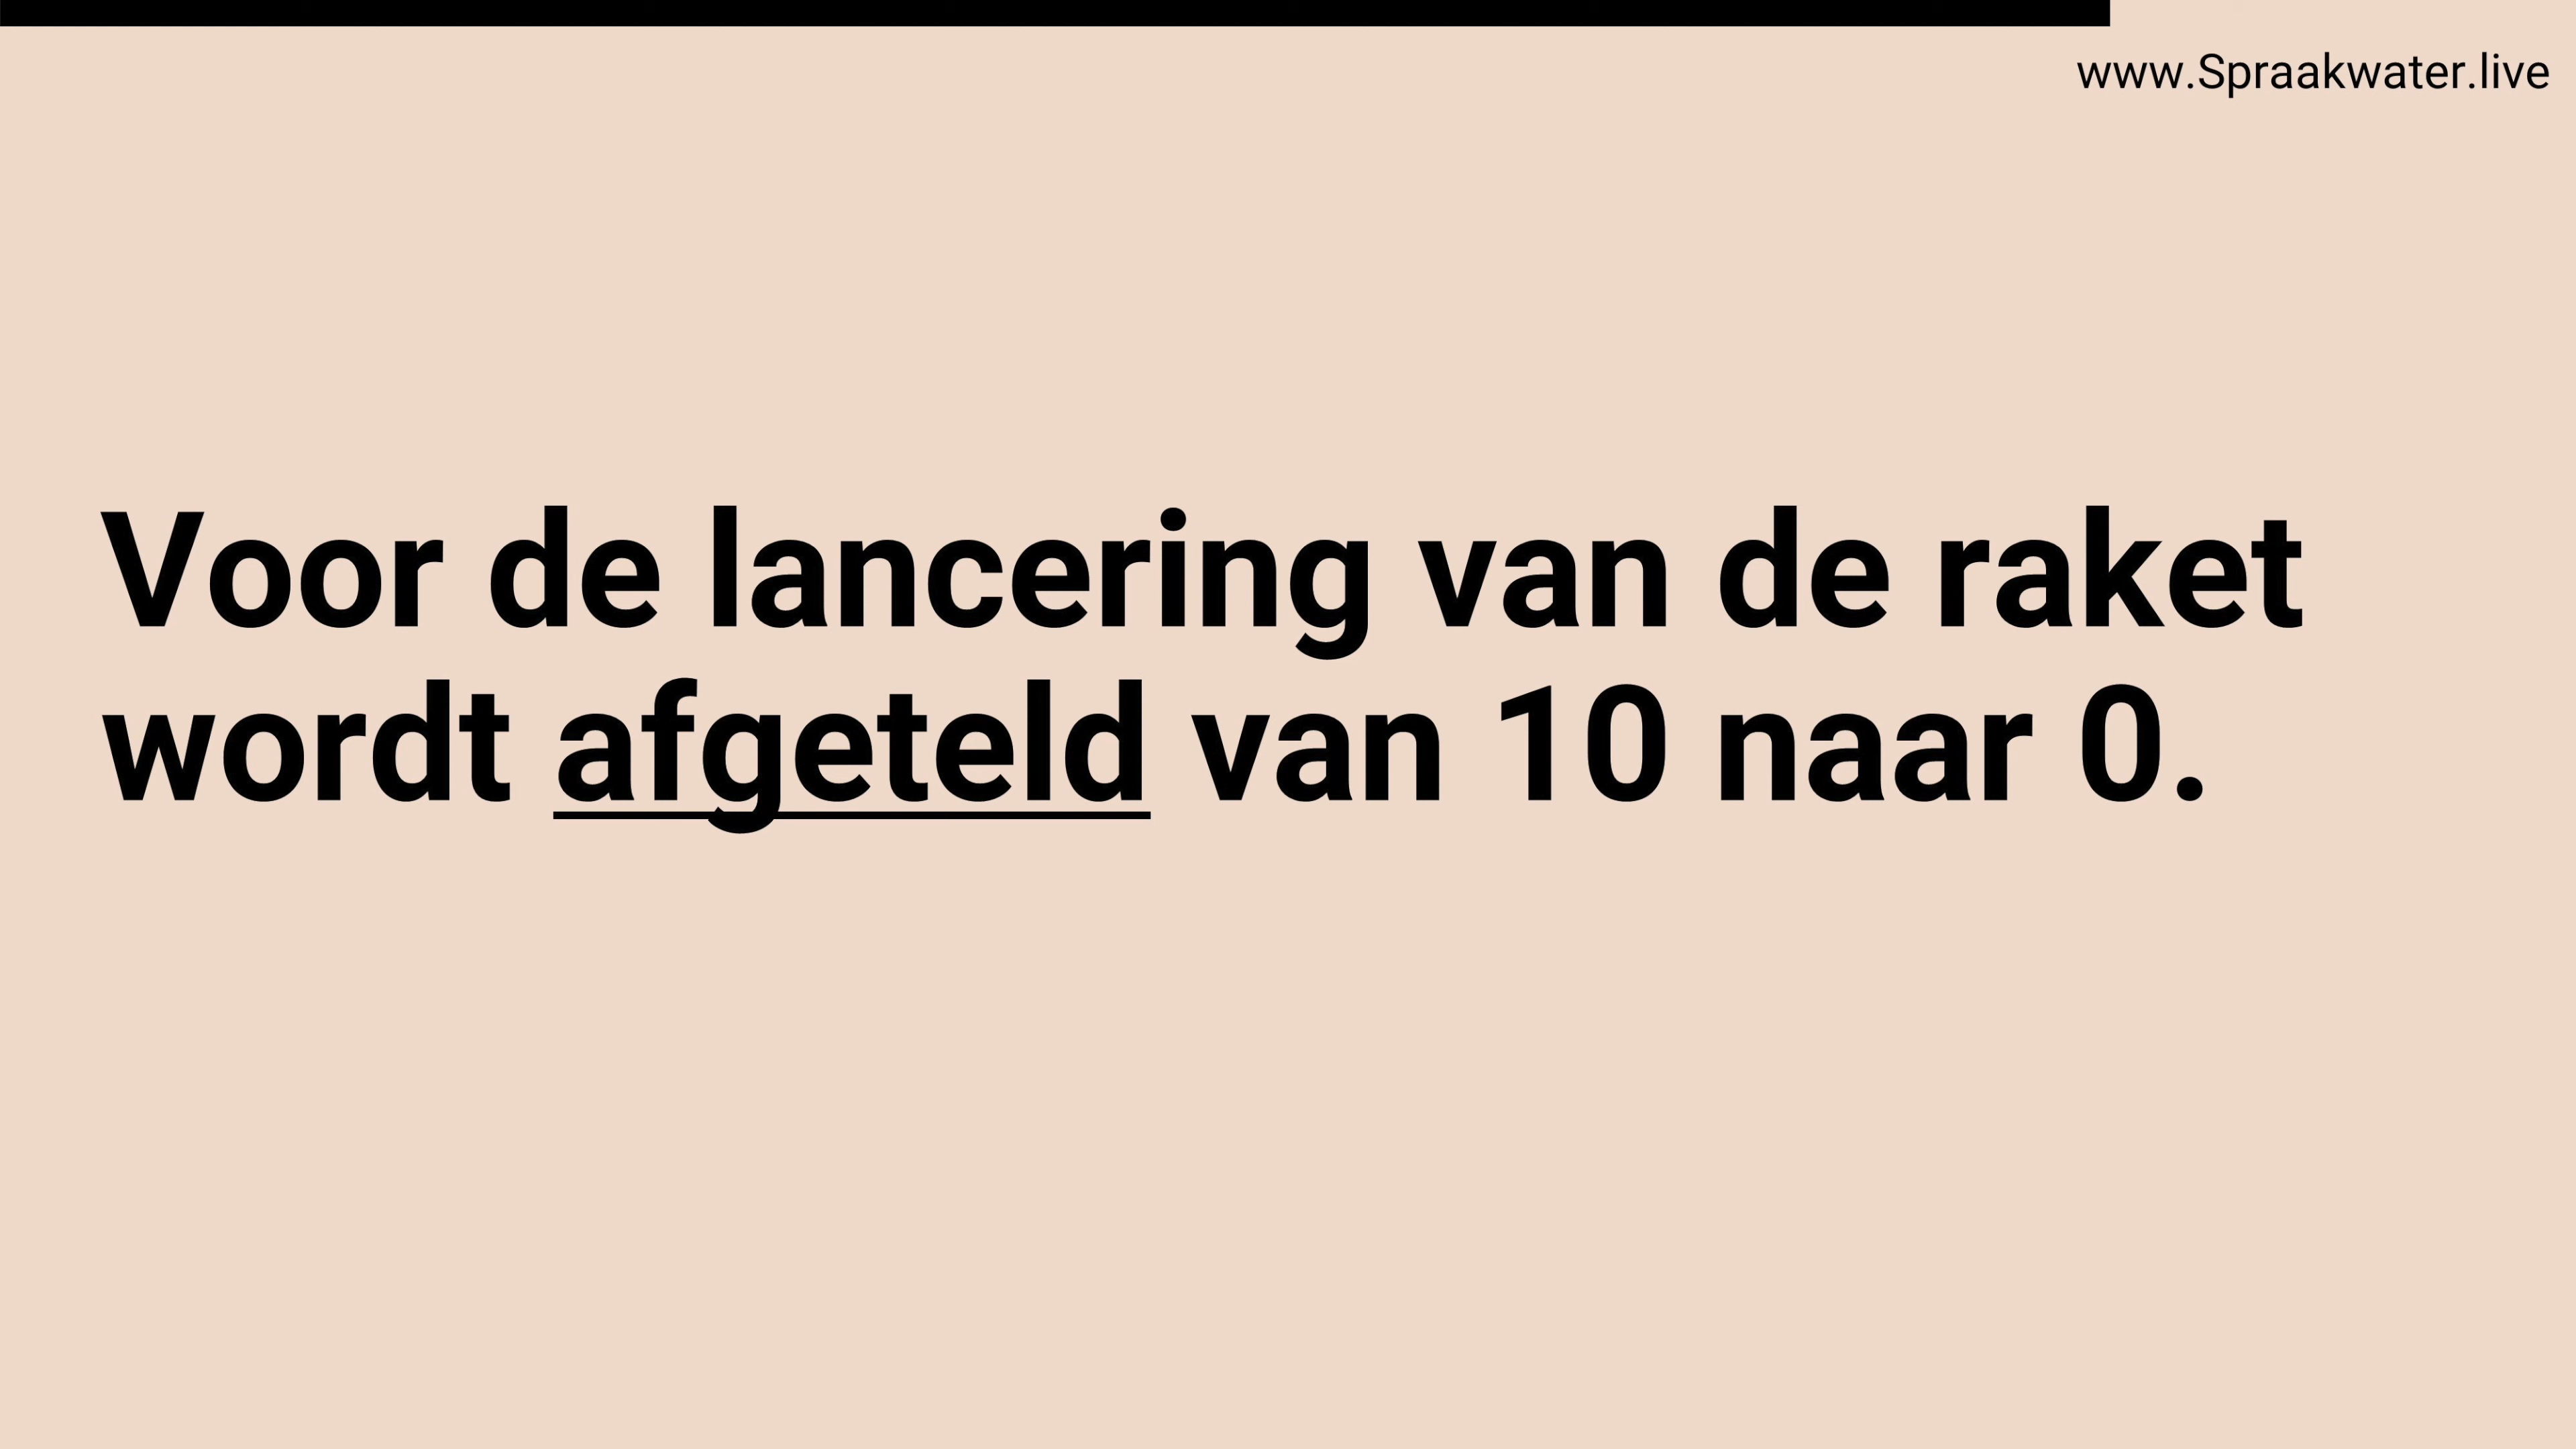 www.Spraakwater.live
Voor de lancering van de raket
wordt afgeteld van 10 naar 0.